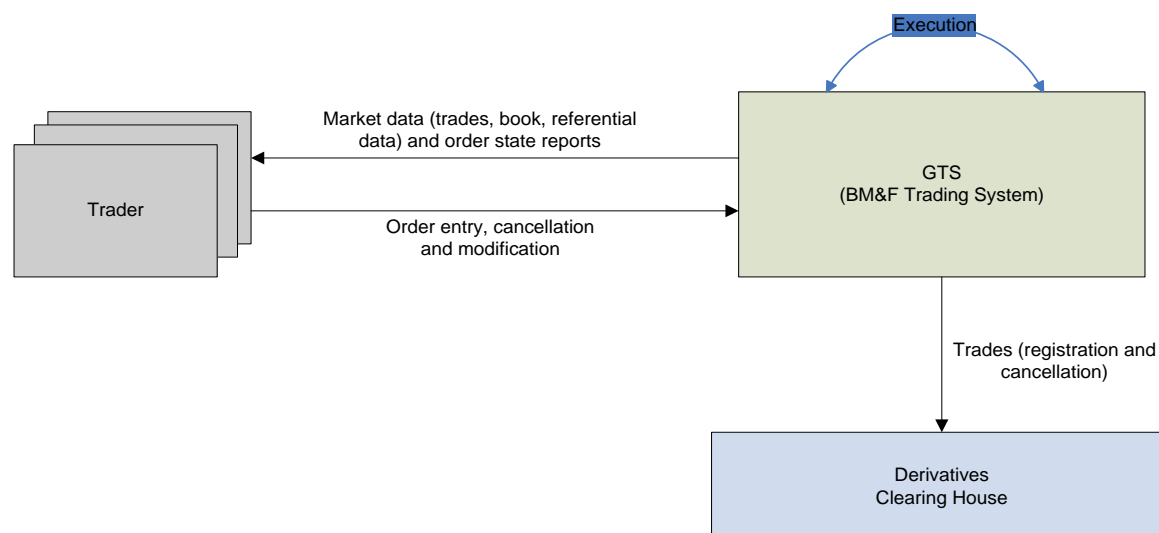 Execution
Market data (trades, book, referential
data) and order state reports
GTS
(BM&F Trading System)
Trader
Order entry, cancellation
and modification
Trades (registration and
cancellation)
Derivatives
Clearing House